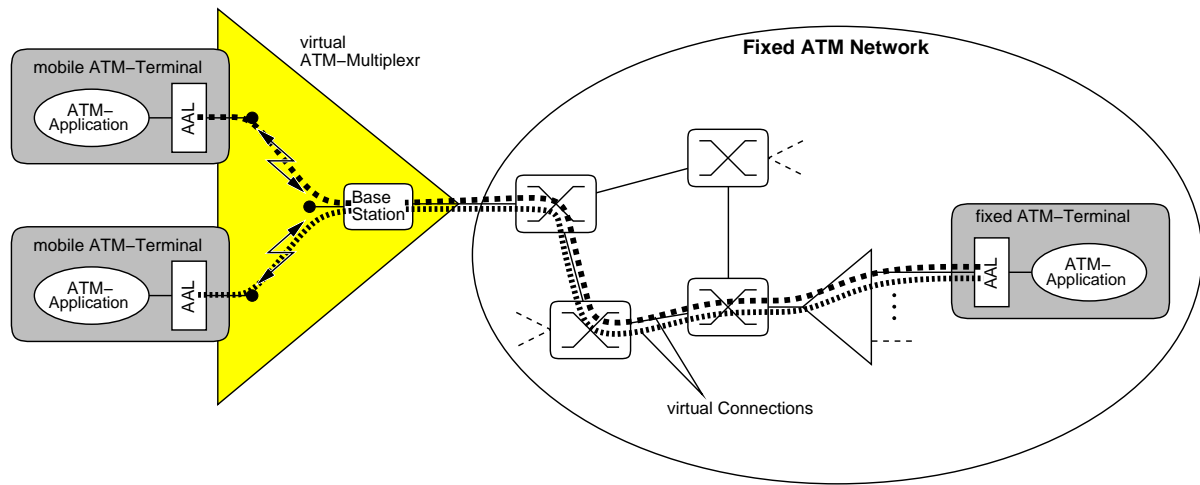 virtual
ATM−Multiplexr
Fixed ATM Network
mobile ATM−Terminal
ATM−
Application
AAL
Base
Station
mobile ATM−Terminal
ATM−
Application
AAL
fixed ATM−Terminal
AAL
ATM−
Application
virtual Connections